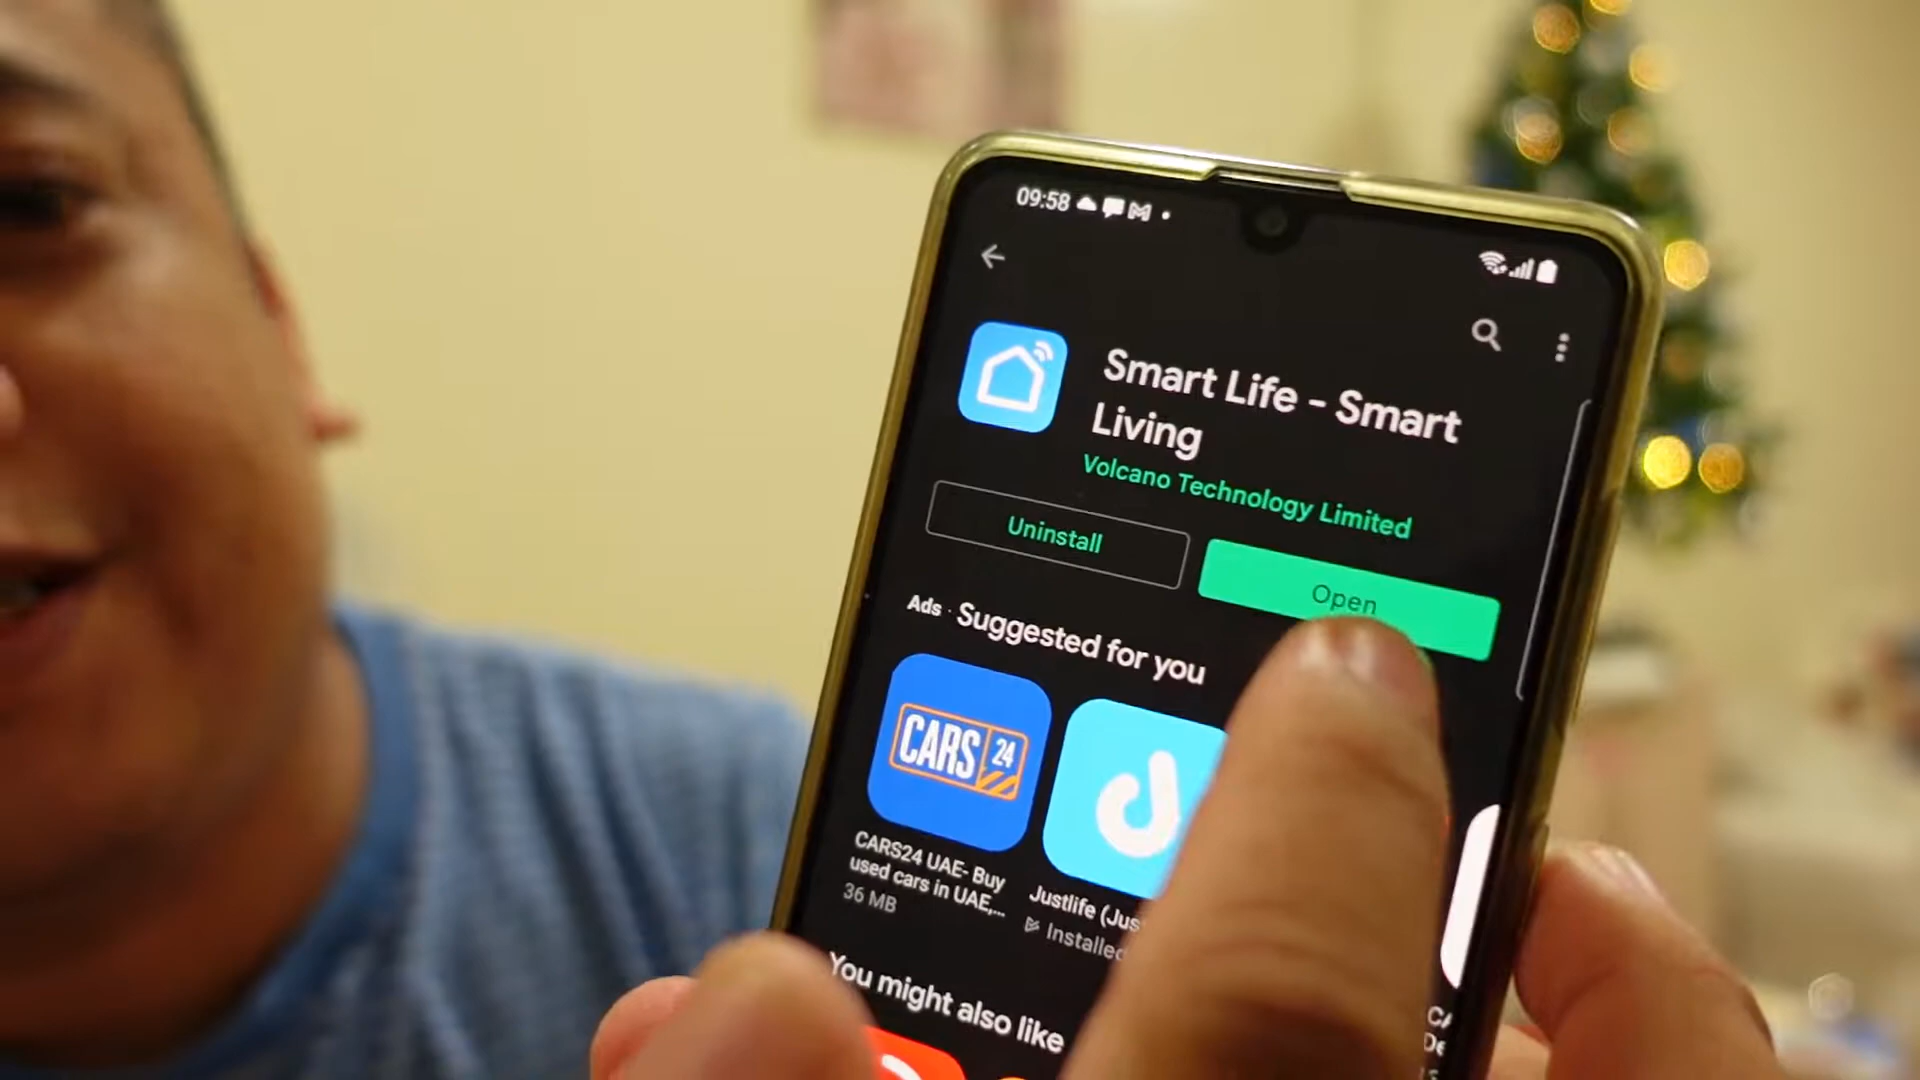 09:58
Smart Life - Smart
Living
Volcano Technology Limited
Uninstall
Open
Ads · Suggested for you
CARS 24
CARS24 UAE- Buy
used cars in UAE,...
36 MB
Justlife (Jus
Installed
You might also like